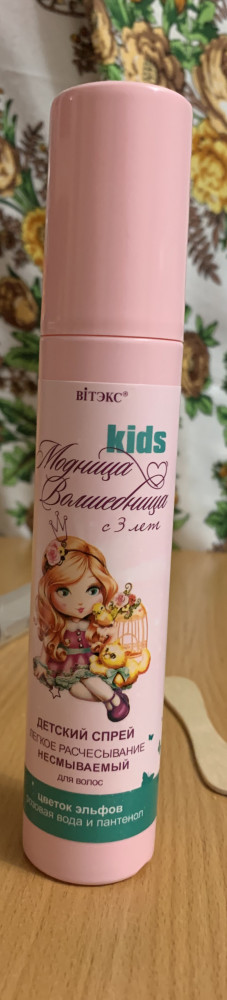 ВIТЭКС®
kids
Модница
Волшебница
с 3 лет
ДЕТСКИЙ СПРЕЙ
ЛЕГКОЕ РАСЧЕСЫВАНИЕ
НЕСМЫВАЕМЫЙ
для волос
цветок эльфов
розовая вода и пантенол